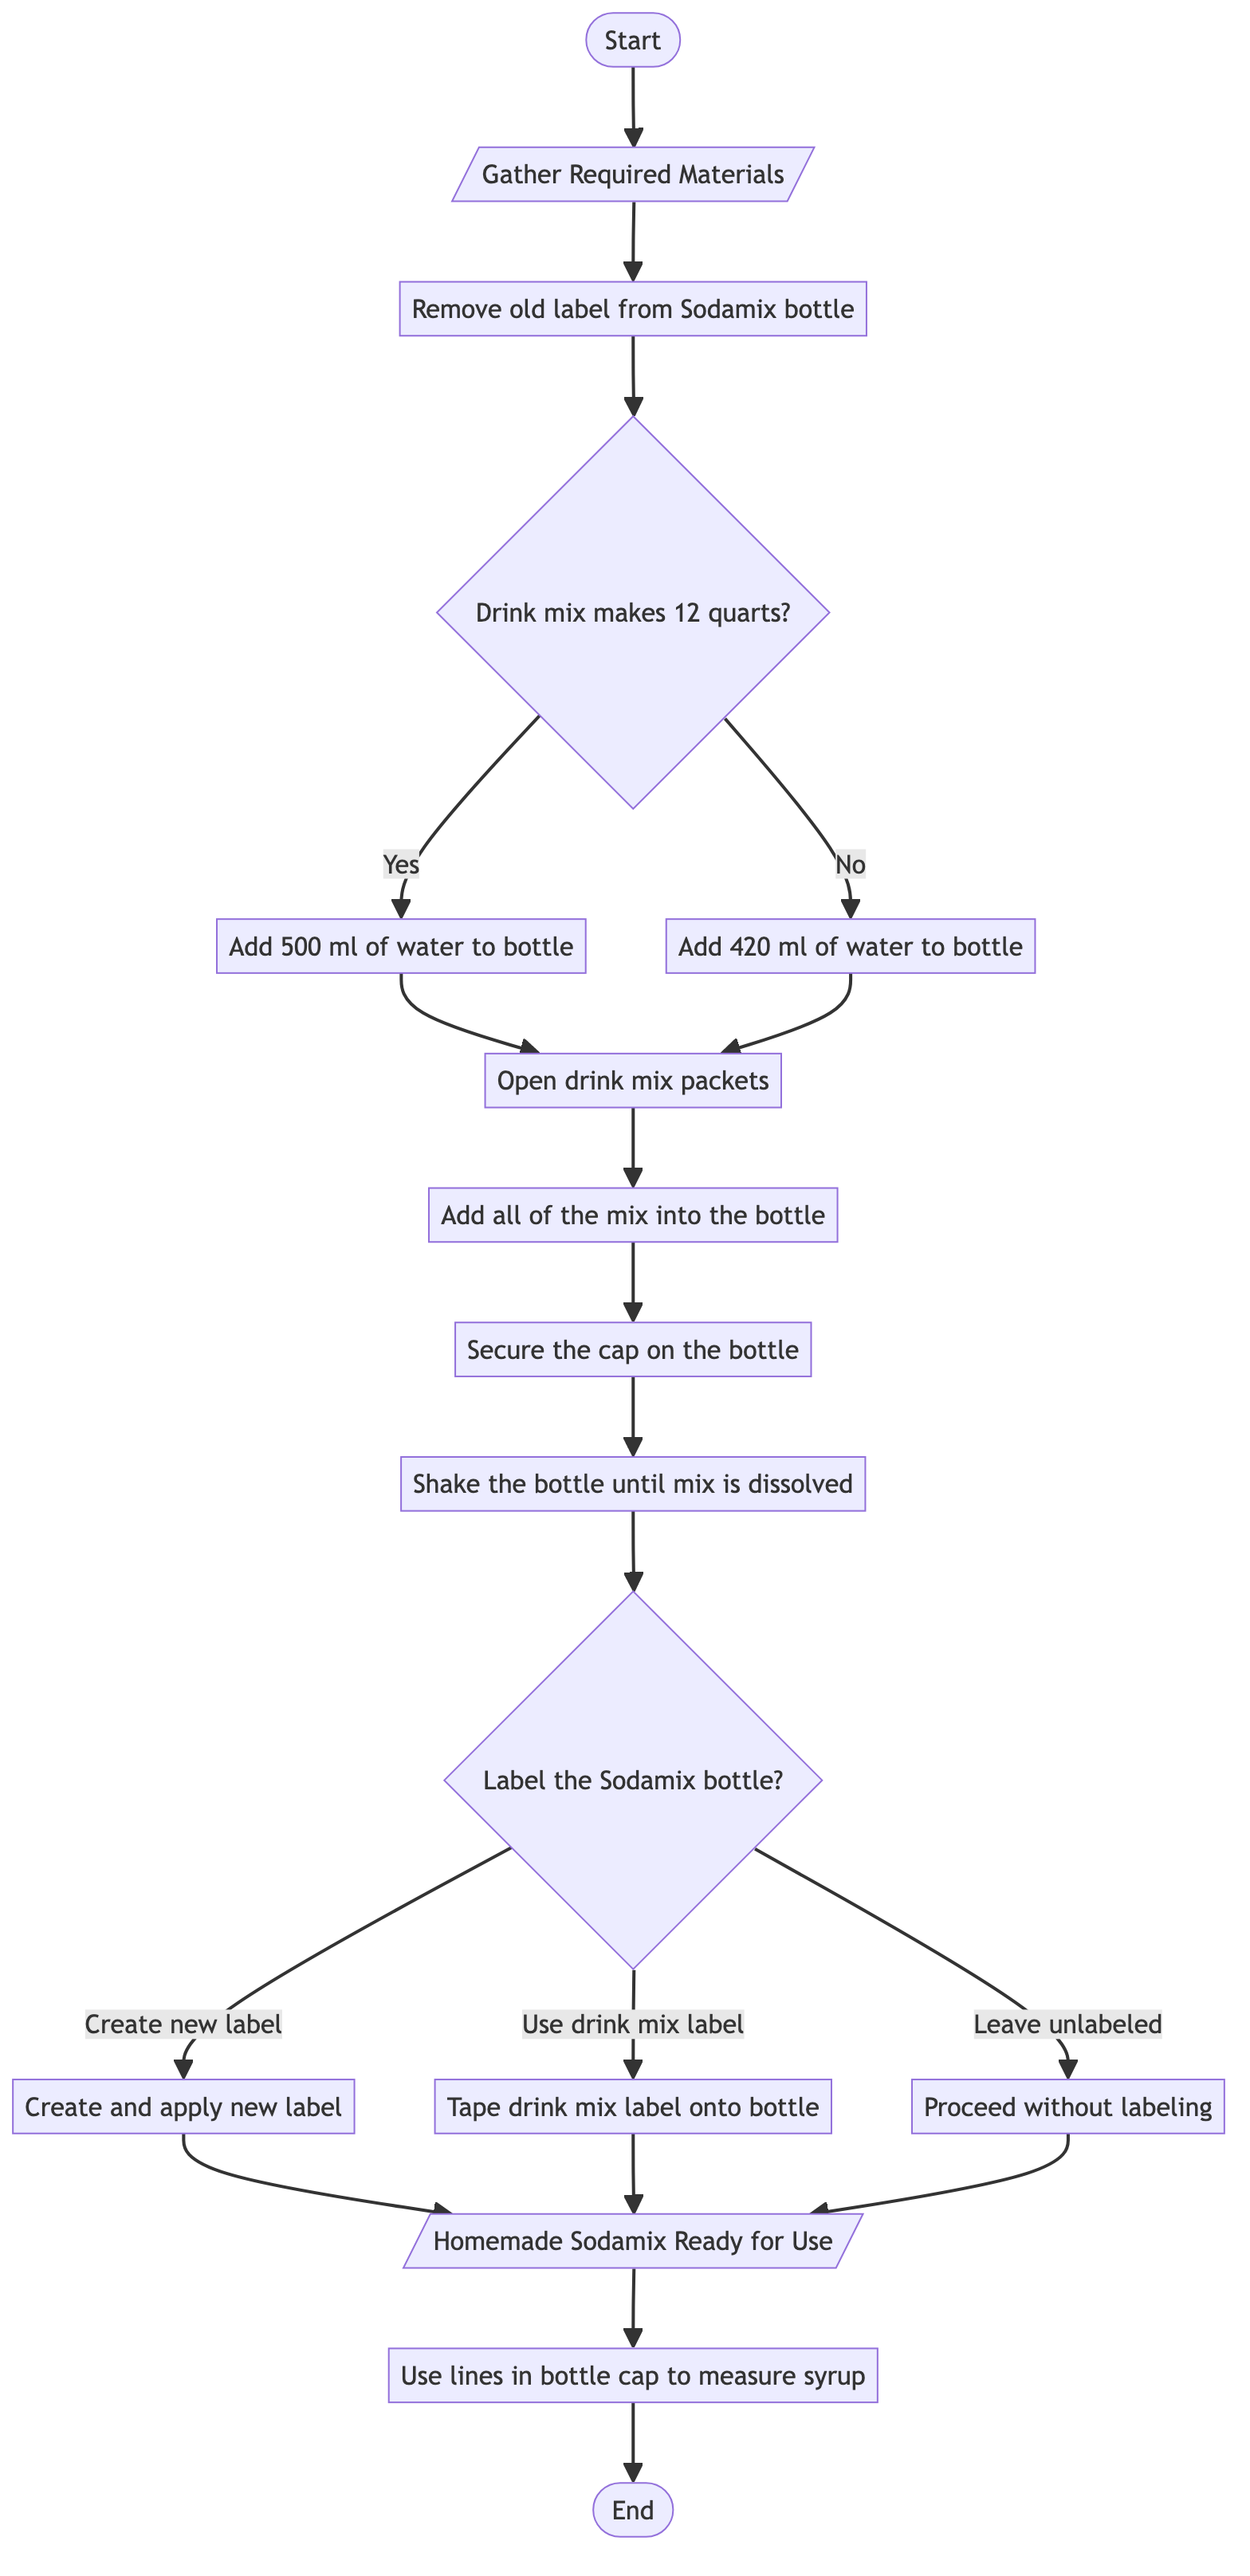 Start
Gather Required Materials
Remove old label from Sodamix bottle
Drink mix makes 12 quarts?
Yes
No
Add 500 ml of water to bottle
Add 420 ml of water to bottle
Open drink mix packets
Add all of the mix into the bottle
Secure the cap on the bottle
Shake the bottle until mix is dissolved
Label the Sodamix bottle?
Create new label
Use drink mix label
Leave unlabeled
Create and apply new label
Tape drink mix label onto bottle
Proceed without labeling
Homemade Sodamix Ready for Use
Use lines in bottle cap to measure syrup
End